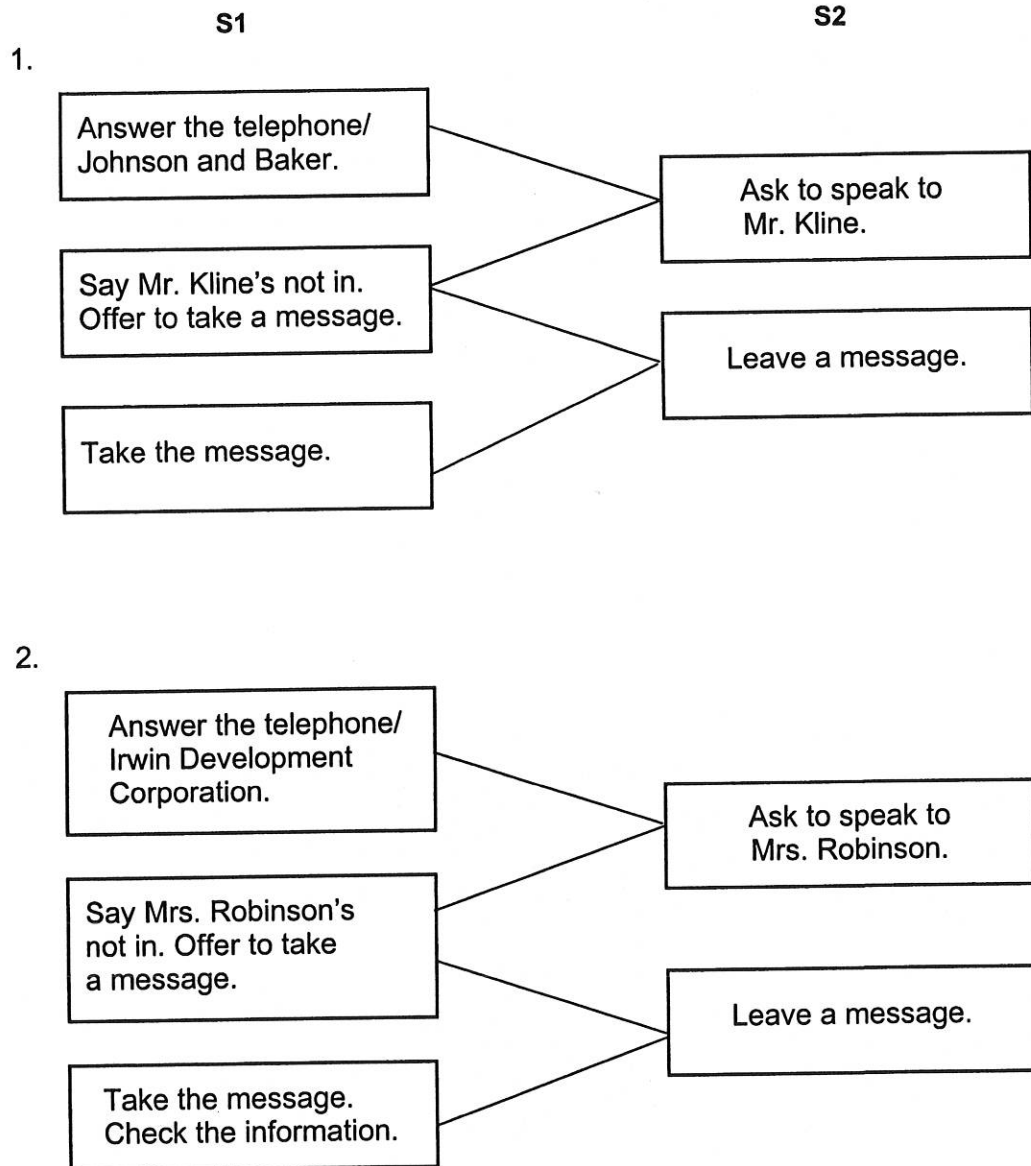 S1
S2
1.
Answer the telephone/
Johnson and Baker.
Ask to speak to
Mr. Kline.
Say Mr. Kline's not in.
Offer to take a message.
Leave a message.
Take the message.
2.
Answer the telephone/
Irwin Development
Corporation.
Ask to speak to
Mrs. Robinson.
Say Mrs. Robinson's
not in. Offer to take
a message.
Leave a message.
Take the message.
Check the information.